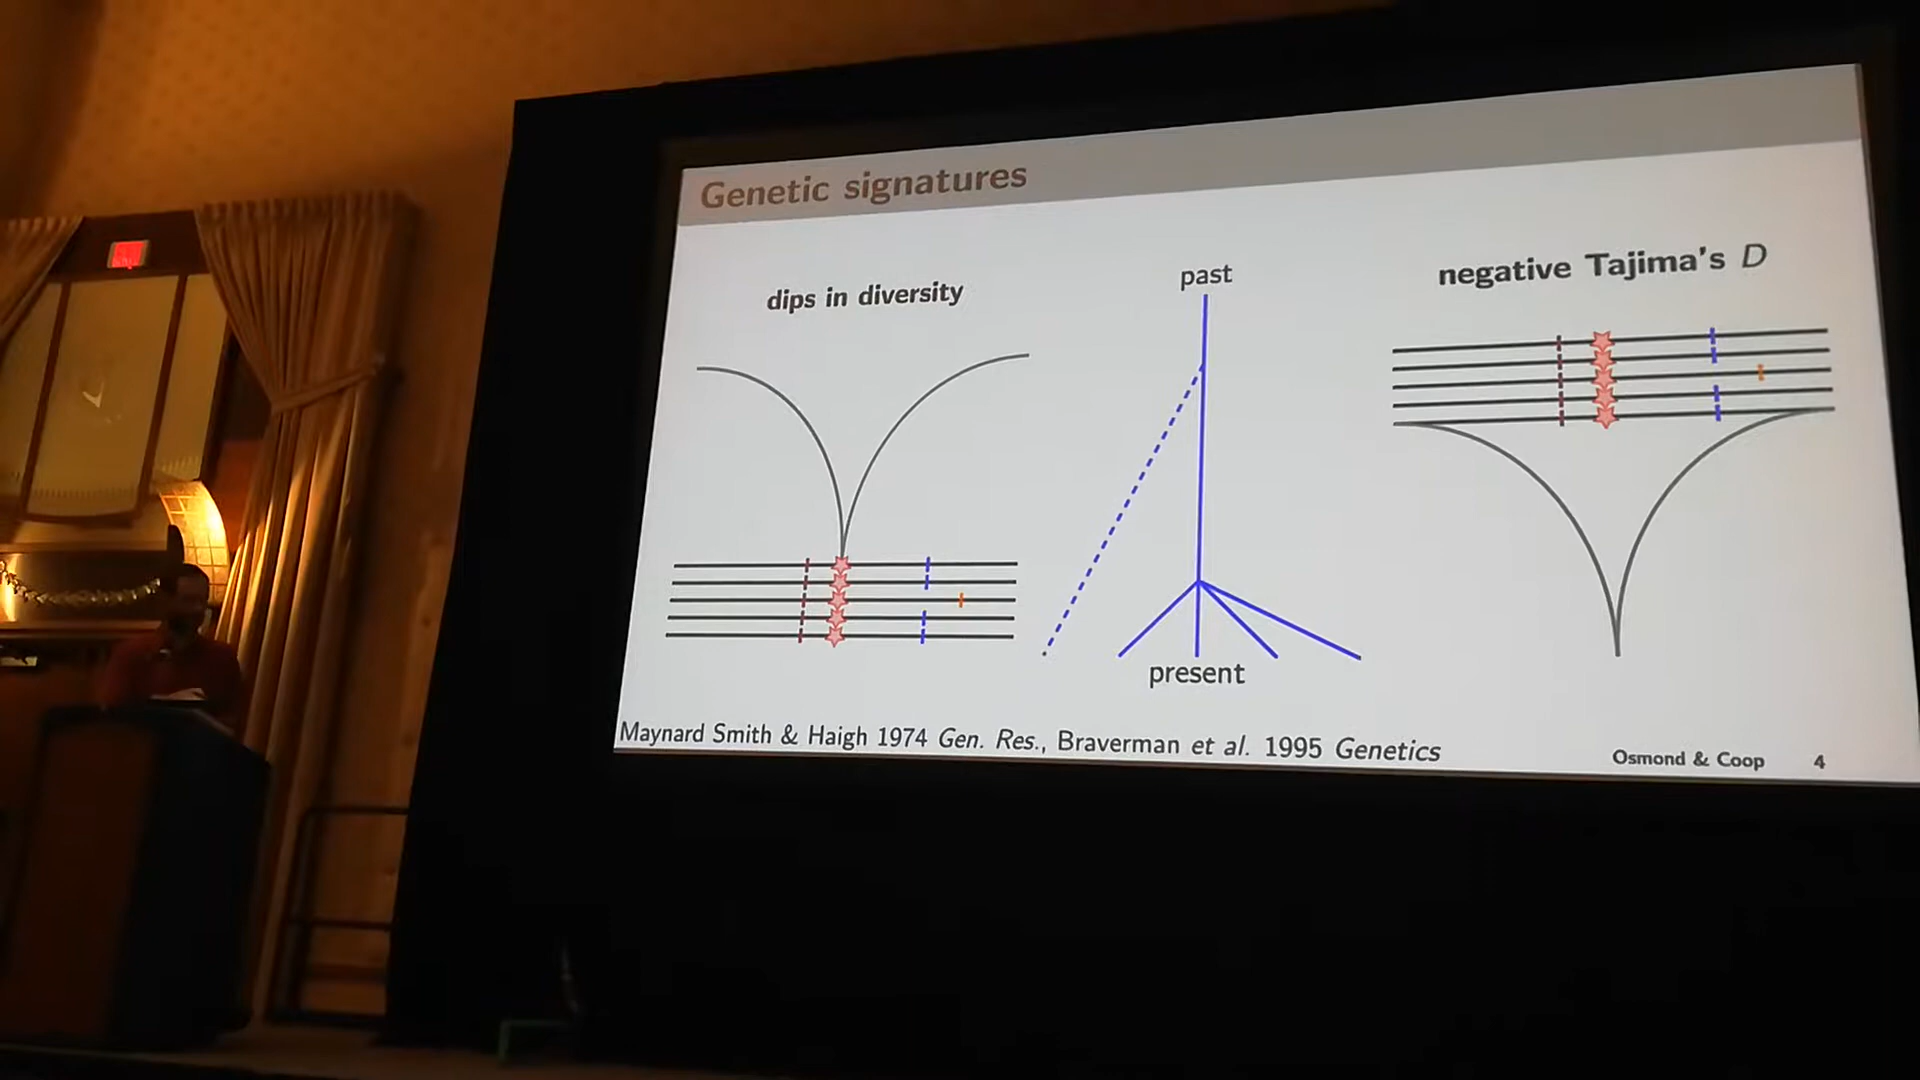 Genetic signatures
dips in diversity
past
negative Tajima's D
present
Maynard Smith & Haigh 1974 Gen. Res., Braverman et al. 1995 Genetics
Osmond & Coop 4